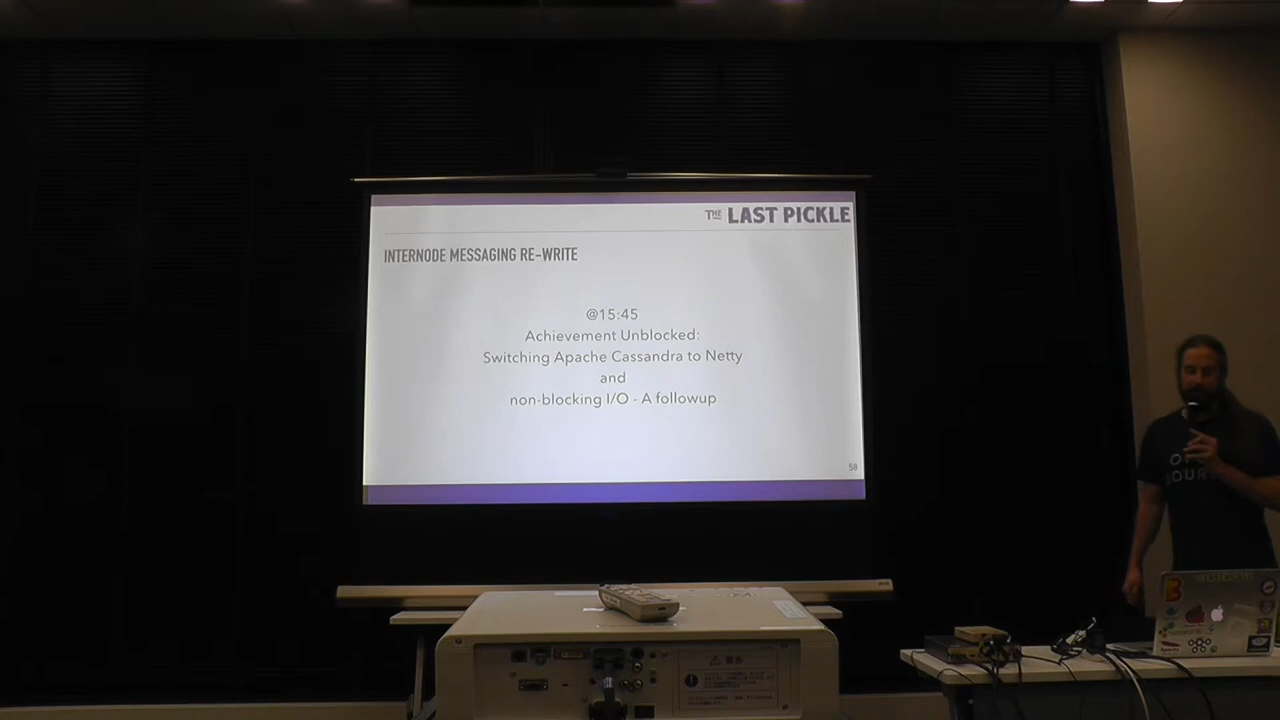 THE LAST PICKLE
INTERNODE MESSAGING RE-WRITE
@15:45
Achievement Unblocked:
Switching Apache Cassandra to Netty
and
non-blocking I/O - A followup
58